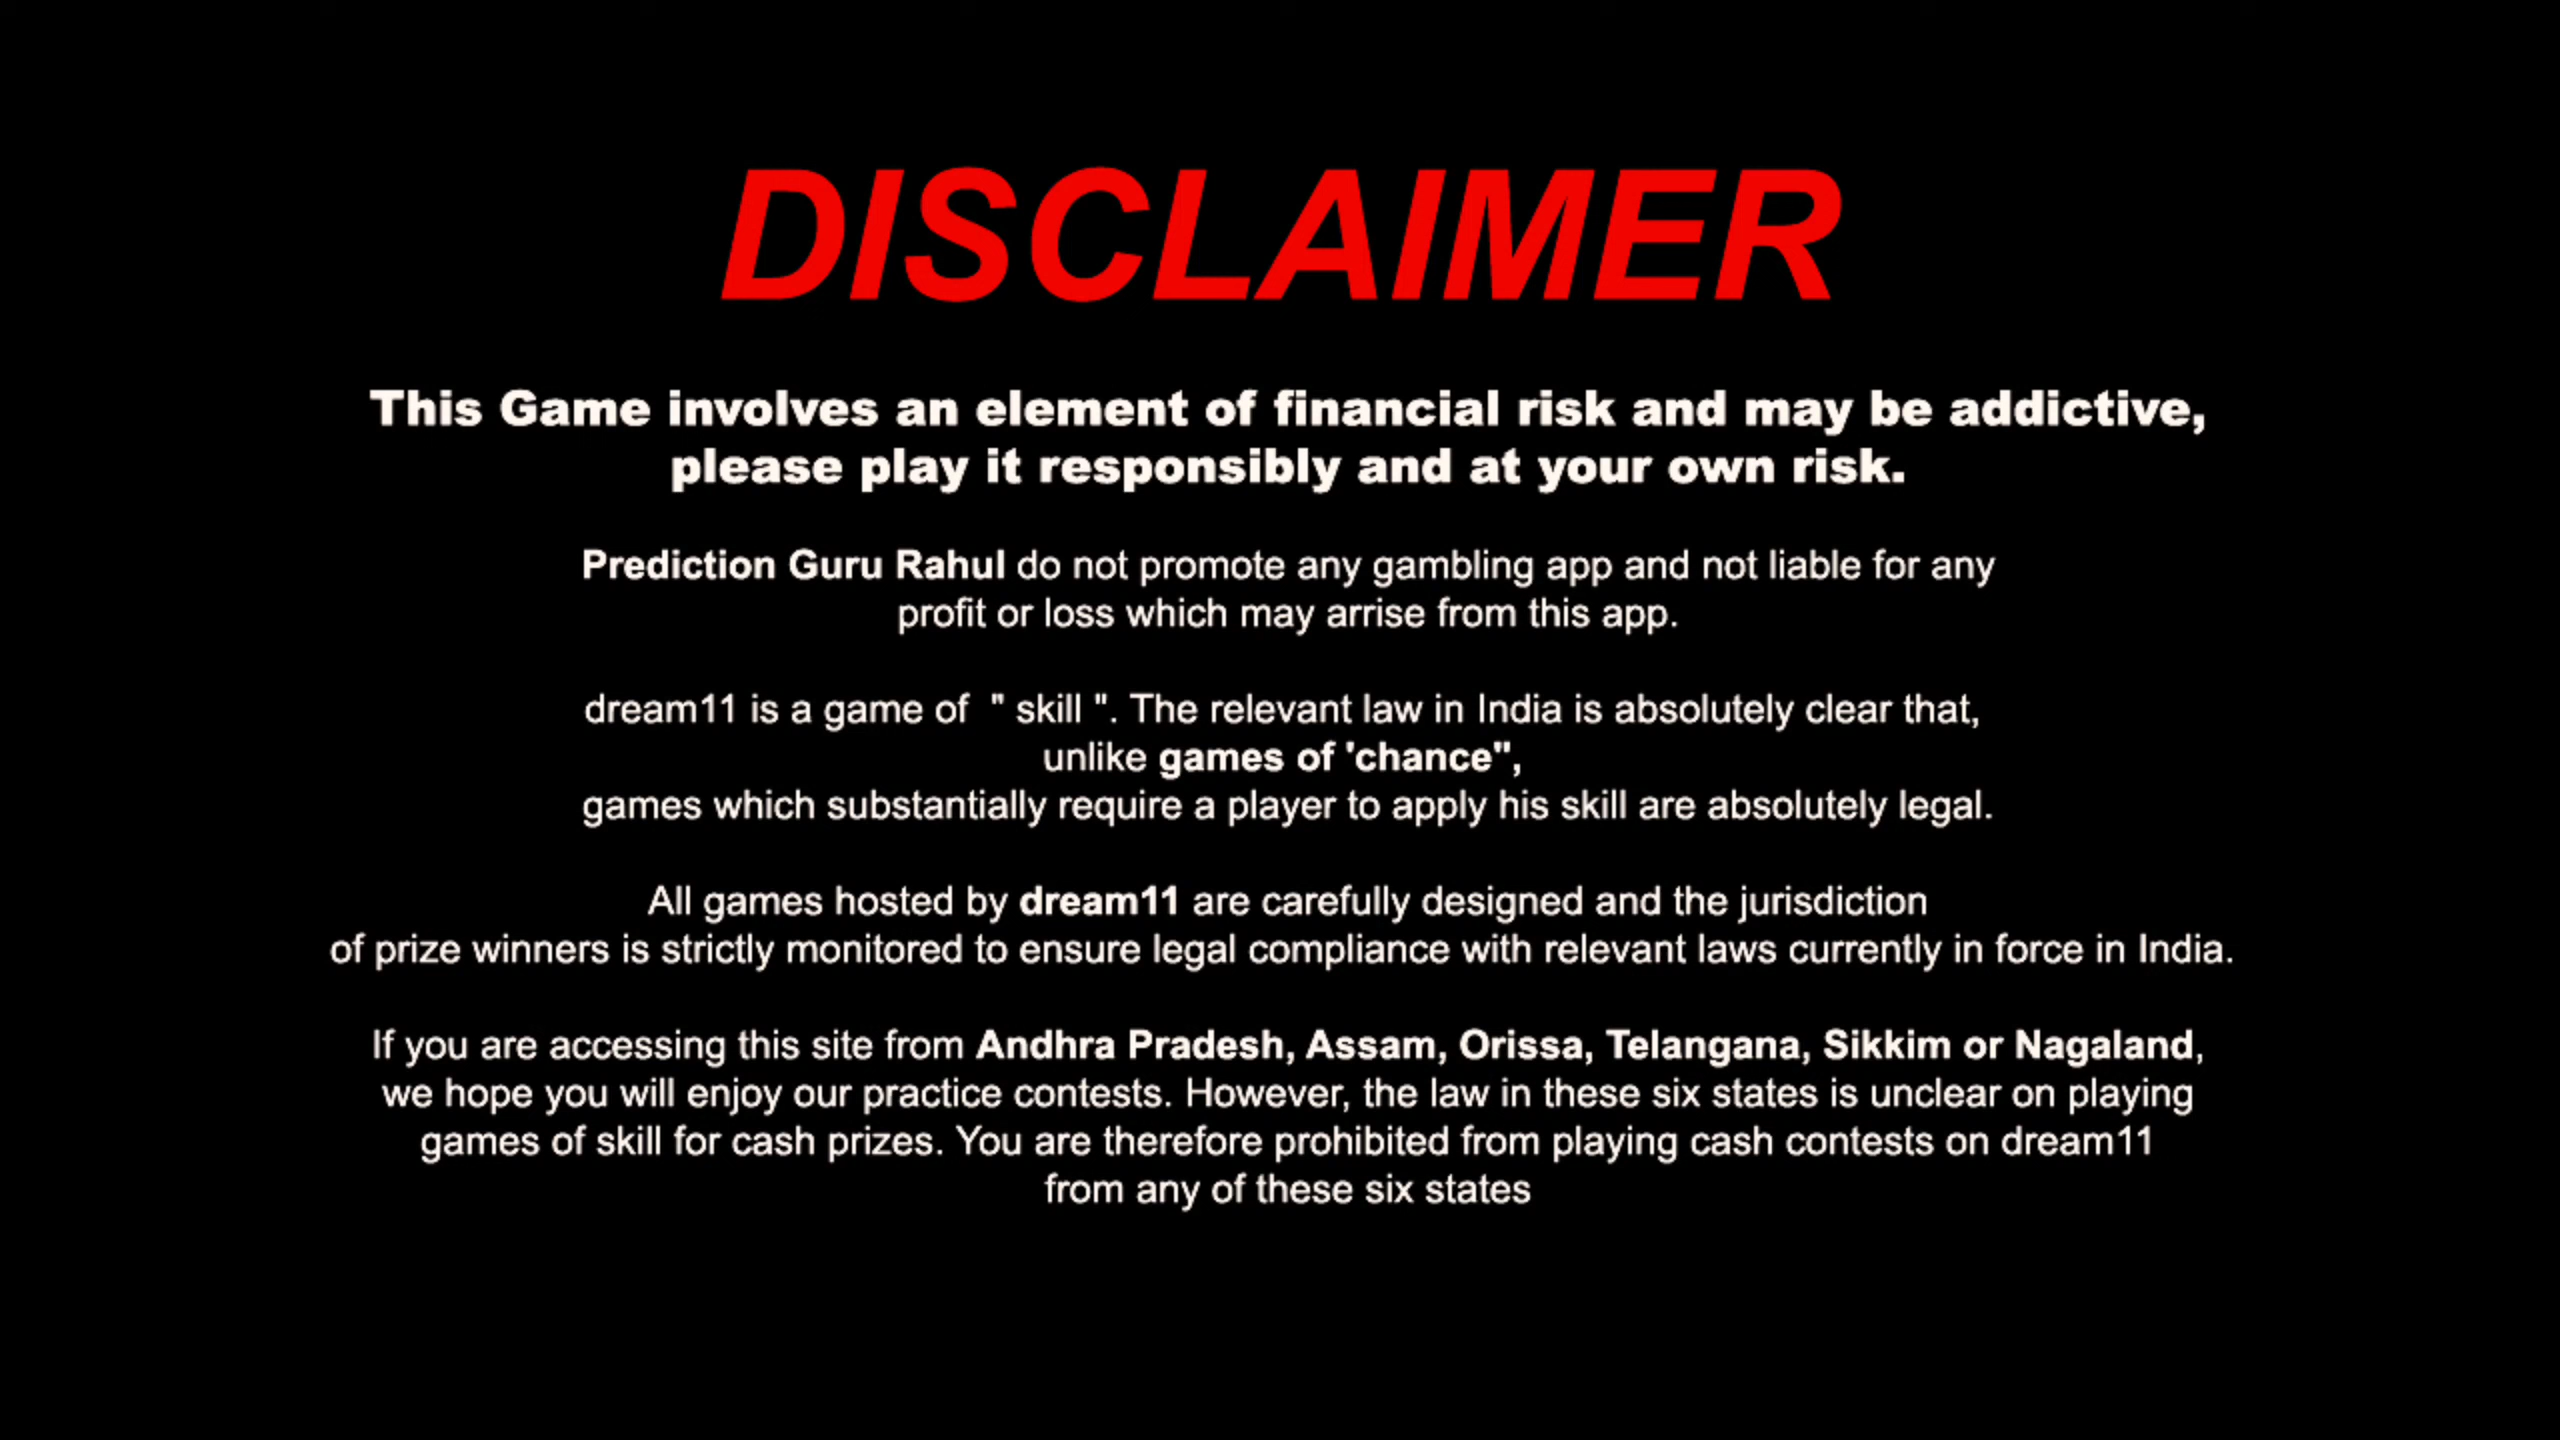 DISCLAIMER
This Game involves an element of financial risk and may be addictive,
please play it responsibly and at your own risk.
Prediction Guru Rahul do not promote any gambling app and not liable for any
profit or loss which may arrise from this app.
dream11 is a game of " skill ". The relevant law in India is absolutely clear that,
unlike games of 'chance",
games which substantially require a player to apply his skill are absolutely legal.
All games hosted by dream11 are carefully designed and the jurisdiction
of prize winners is strictly monitored to ensure legal compliance with relevant laws currently in force in India.
If you are accessing this site from Andhra Pradesh, Assam, Orissa, Telangana, Sikkim or Nagaland,
we hope you will enjoy our practice contests. However, the law in these six states is unclear on playing
games of skill for cash prizes. You are therefore prohibited from playing cash contests on dream11
from any of these six states